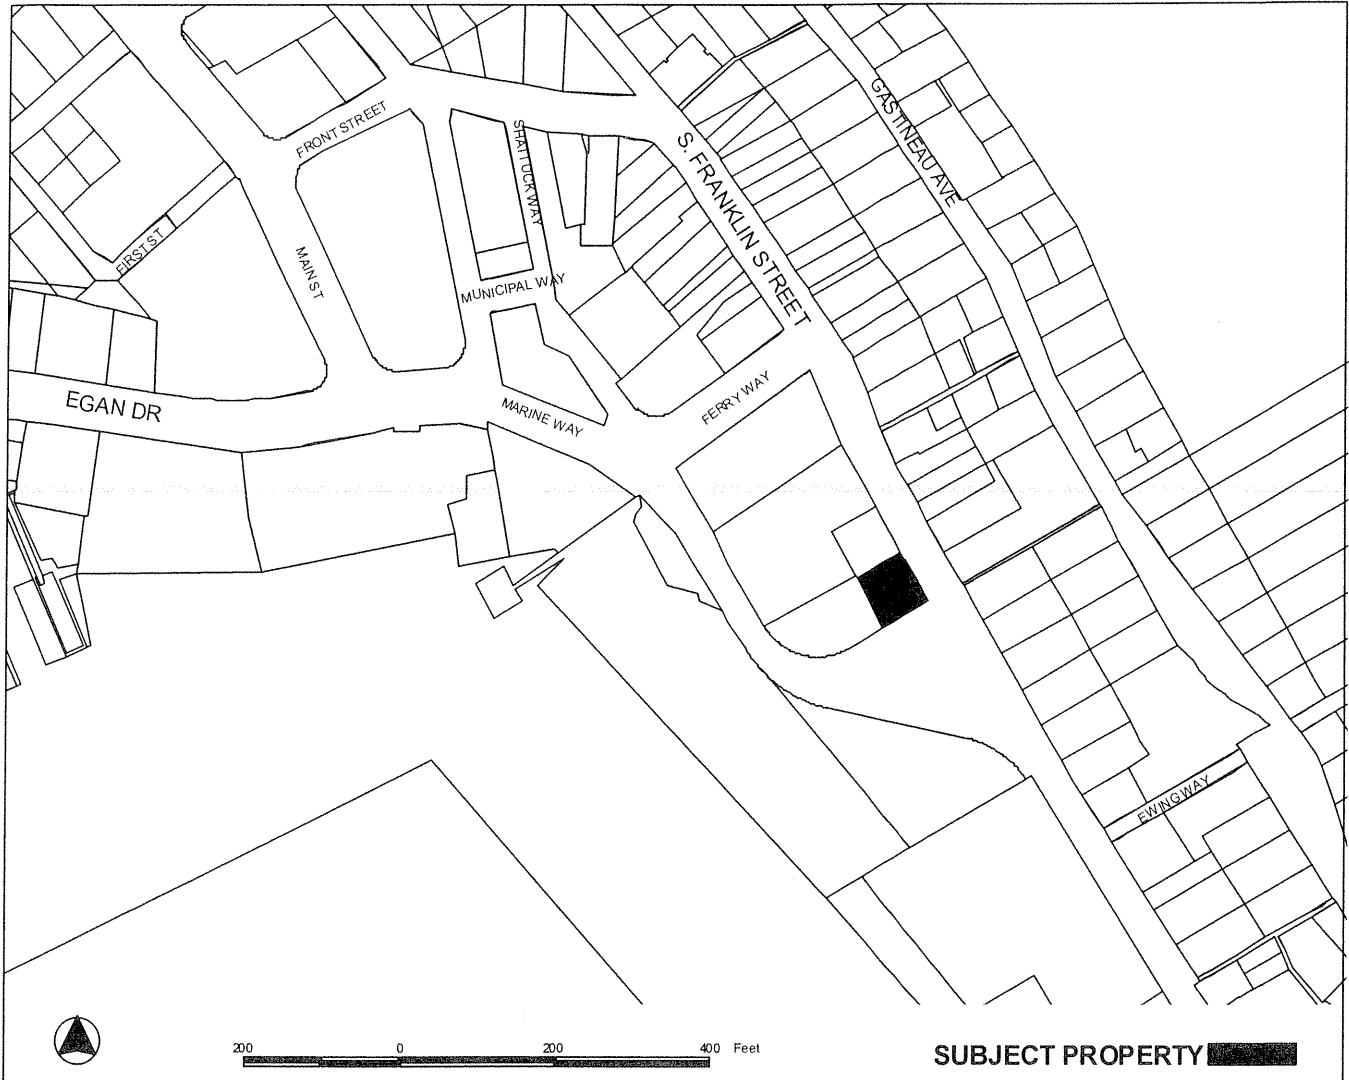 GASTINEAU AVE
FRONT STREET
SHATTUCK WAY
S. FRANKLIN STREET
FIRST ST
MAIN ST
MUNICIPAL WAY
EGAN DR
MARINE WAY
FERRY WAY
EWING WAY
200 0 200 400 Feet
SUBJECT PROPERTY